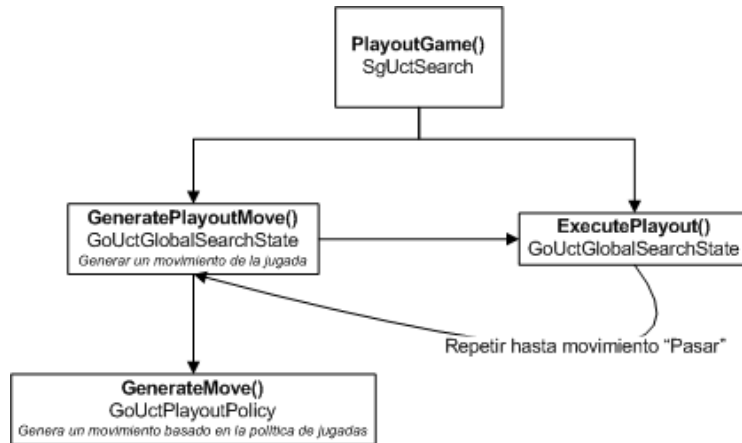 PlayoutGame()
SgUctSearch
GeneratePlayoutMove()
GoUctGlobalSearchState
Generar un movimiento de la jugada
ExecutePlayout()
GoUctGlobalSearchState
Repetir hasta movimiento “Pasar”
GenerateMove()
GoUctPlayoutPolicy
Genera un movimiento basado en la política de jugadas